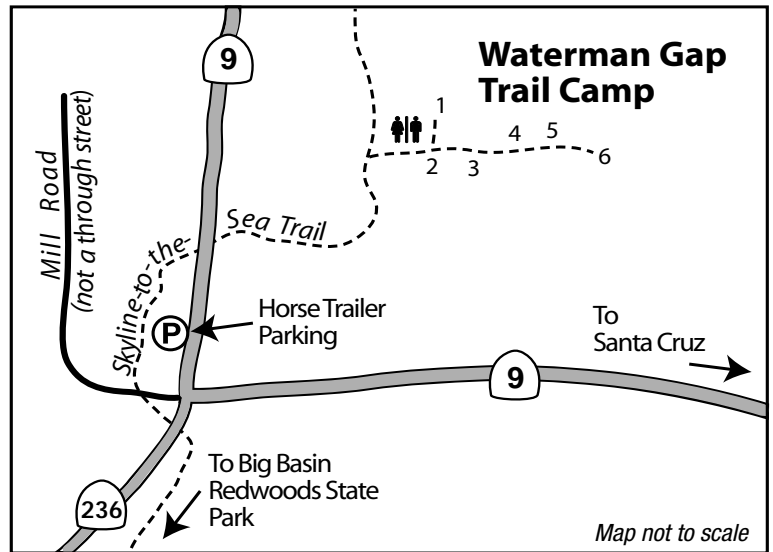 9
Waterman Gap
Trail Camp
1
2
3
4
5
6
Mill Road
(not a through street)
Skyline-to-the-
Sea Trail
P
Horse Trailer
Parking
To
Santa Cruz
9
236
To Big Basin
Redwoods State
Park
Map not to scale